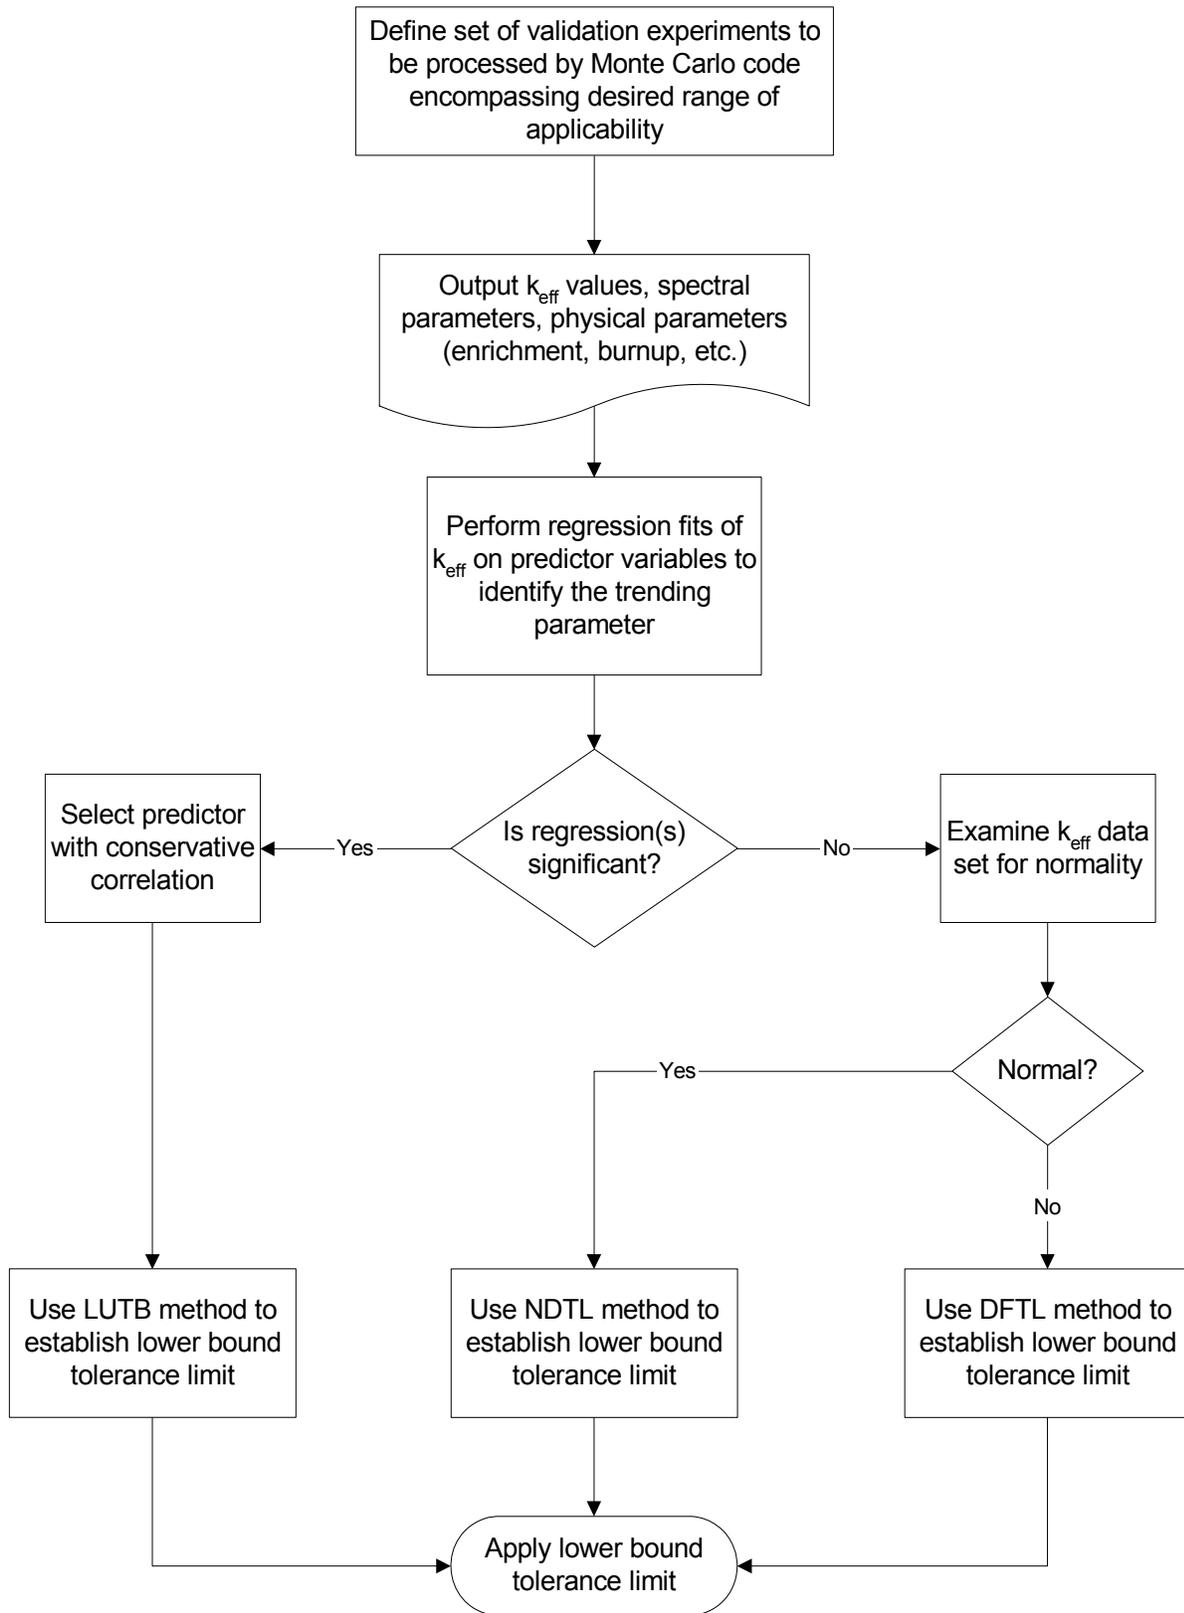 Define set of validation experiments to
be processed by Monte Carlo code
encompassing desired range of
applicability
Output keff values, spectral
parameters, physical parameters
(enrichment, burnup, etc.)
Perform regression fits of
keff on predictor variables to
identify the trending
parameter
Is regression(s)
significant?
Yes
No
Select predictor
with conservative
correlation
Examine keff data
set for normality
Normal?
Yes
No
Use LUTB method to
establish lower bound
tolerance limit
Use NDTL method to
establish lower bound
tolerance limit
Use DFTL method to
establish lower bound
tolerance limit
Apply lower bound
tolerance limit